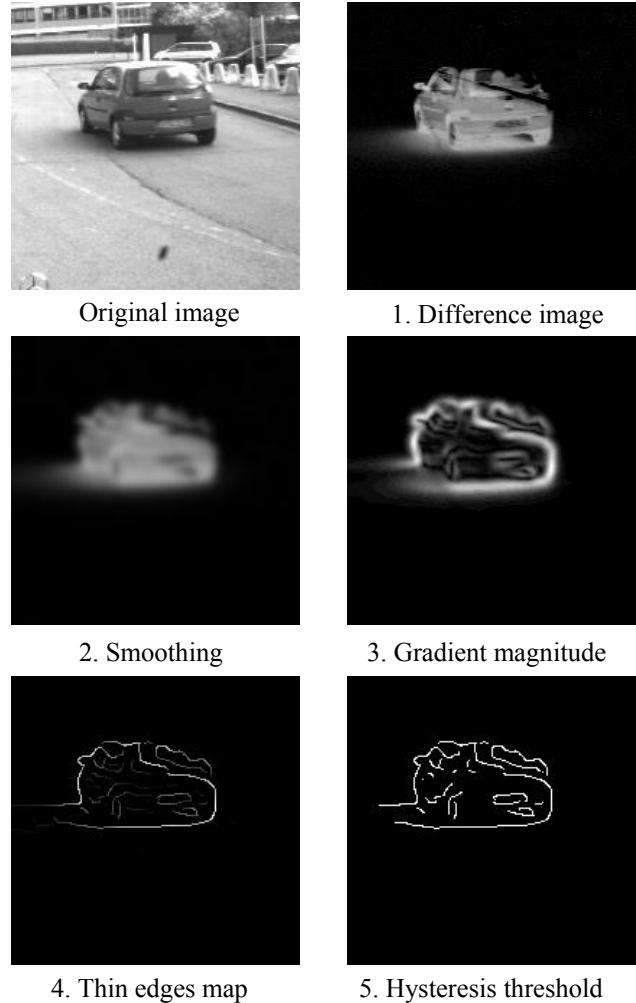 Original image
1. Difference image
2. Smoothing
3. Gradient magnitude
4. Thin edges map
5. Hysteresis threshold